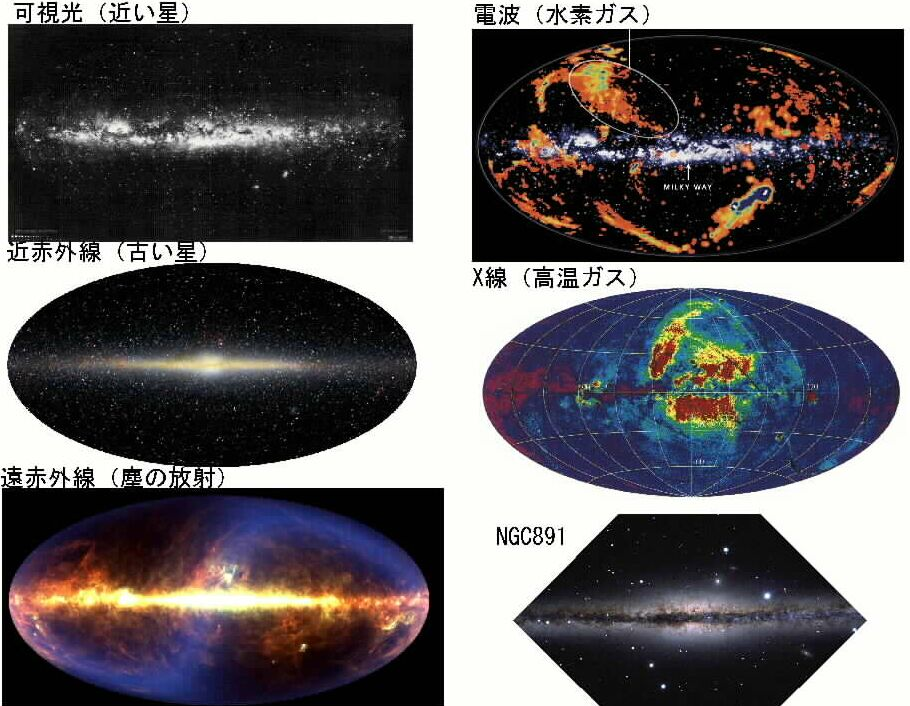 可視光（近い星）
電波（水素ガス）
MILKY WAY
近赤外線（古い星）
X線（高温ガス）
遠赤外線（塵の放射）
NGC891